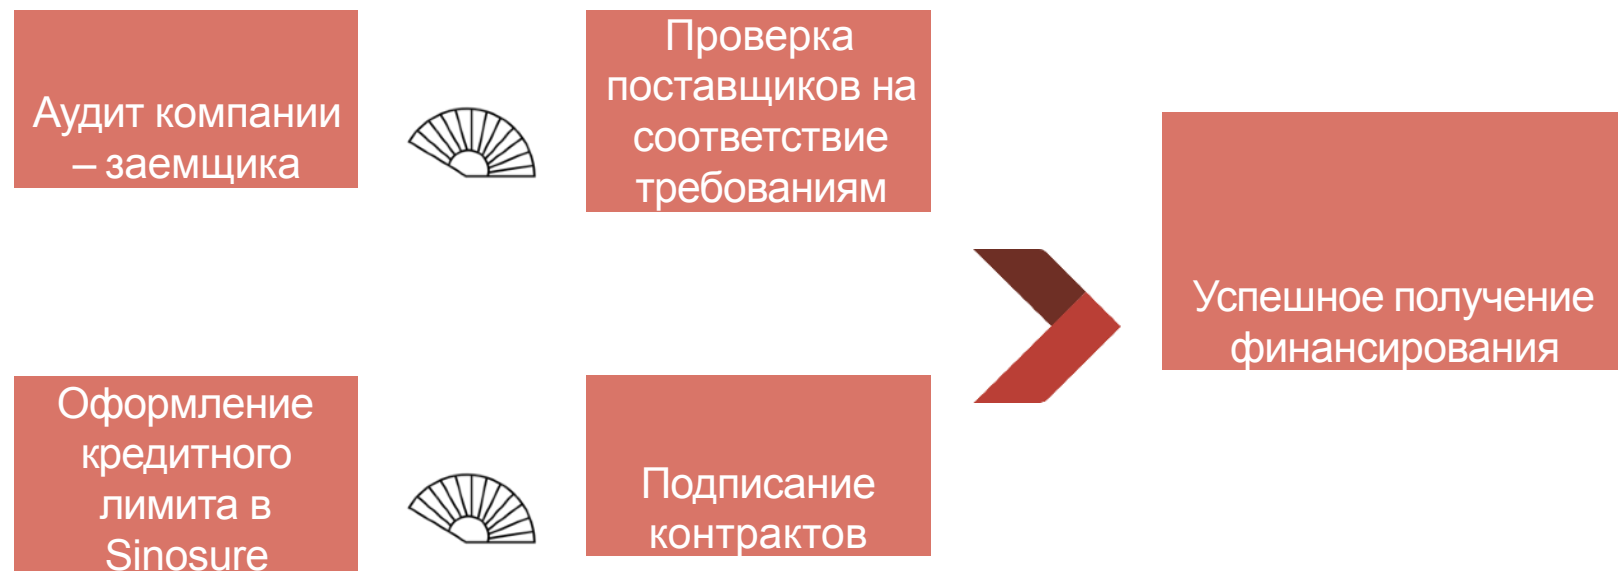 Аудит компании
– заемщика
Проверка
поставщиков на
соответствие
требованиям
Оформление
кредитного
лимита в
Sinosure
Подписание
контрактов
Успешное получение
финансирования